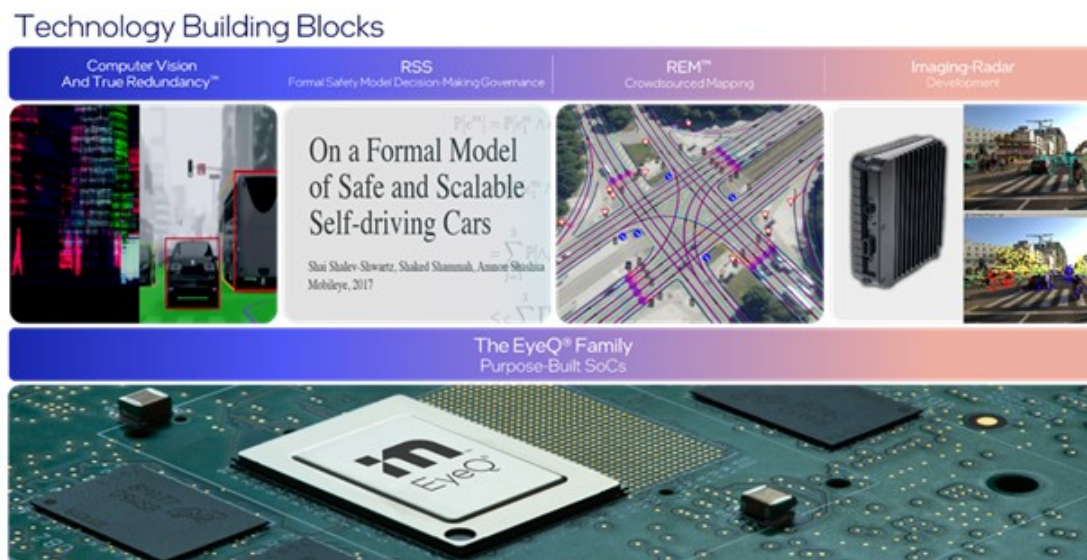 Technology Building Blocks
Computer Vision
And True Redundancy™
RSS
Formal Safety Model Decision-Making Governance
REM™
Crowdsourced Mapping
Imaging-Radar
Development
On a Formal Model
of Safe and Scalable
Self-driving Cars
Shai Shalev-Shwartz, Shaked Shammah, Amnon Shashua
Mobileye, 2017
The EyeQ® Family
Purpose-Built SoCs
EyeQ